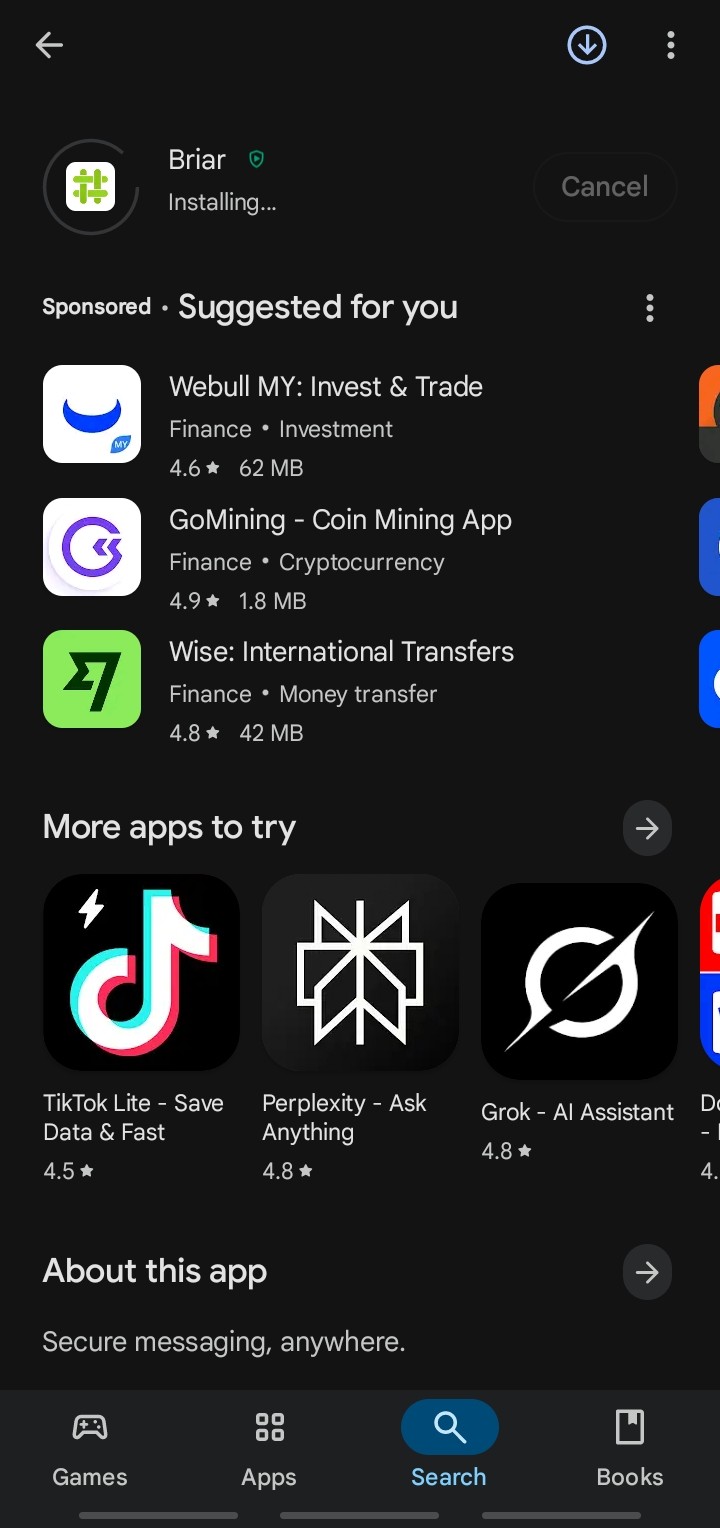 Briar
Installing...
Cancel
Sponsored • Suggested for you
Webull MY: Invest & Trade
Finance • Investment
4.6★ 62 MB
MY
GoMining - Coin Mining App
Finance • Cryptocurrency
4.9★ 1.8 MB
Wise: International Transfers
Finance • Money transfer
4.8★ 42 MB
More apps to try
TikTok Lite - Save
Data & Fast
4.5★
Perplexity - Ask
Anything
4.8★
Grok - AI Assistant
4.8★
About this app
Secure messaging, anywhere.
Games
Apps
Search
Books